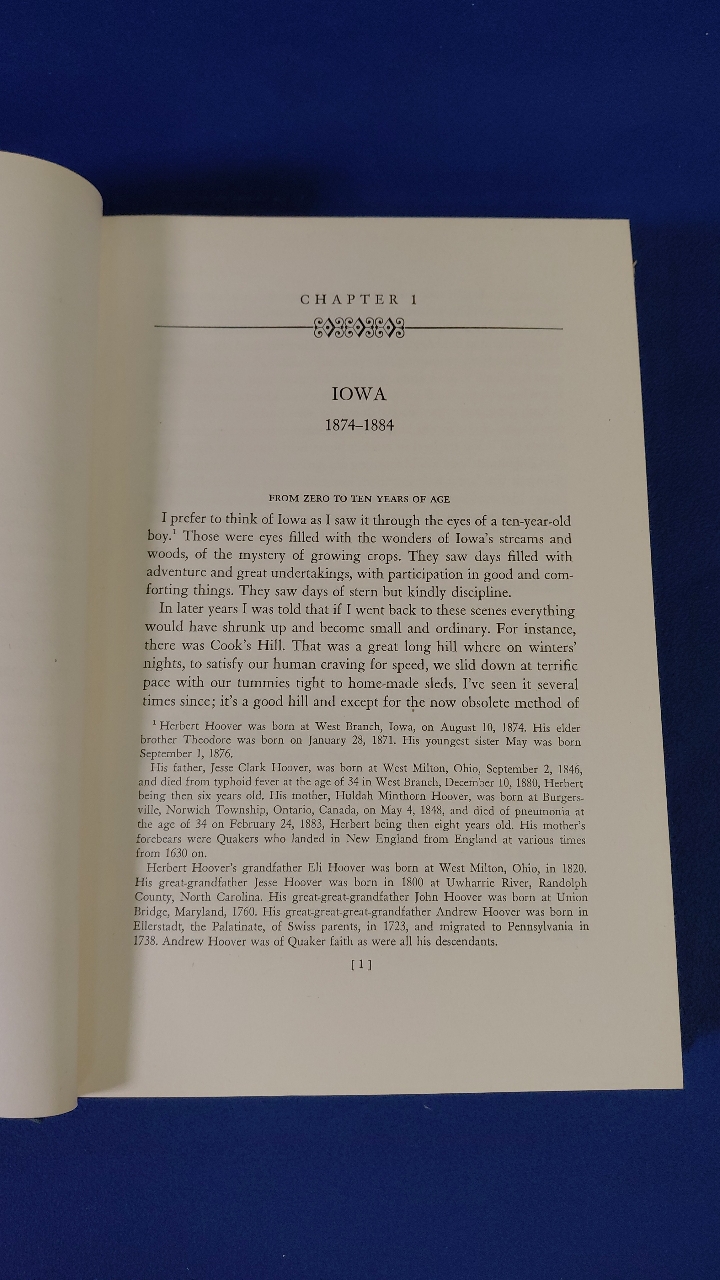 CHAPTER 1
IOWA
1874–1884
FROM ZERO TO TEN YEARS OF AGE
I prefer to think of Iowa as I saw it through the eyes of a ten-year-old
boy.¹ Those were eyes filled with the wonders of Iowa's streams and
woods, of the mystery of growing crops. They saw days filled with
adventure and great undertakings, with participation in good and com-
forting things. They saw days of stern but kindly discipline.
In later years I was told that if I went back to these scenes everything
would have shrunk up and become small and ordinary. For instance,
there was Cook's Hill. That was a great long hill where on winters'
nights, to satisfy our human craving for speed, we slid down at terrific
pace with our tummies tight to home-made sleds. I've seen it several
times since; it's a good hill and except for the now obsolete method of
¹ Herbert Hoover was born at West Branch, Iowa, on August 10, 1874. His elder
brother Theodore was born on January 28, 1871. His youngest sister May was born
September 1, 1876.
His father, Jesse Clark Hoover, was born at West Milton, Ohio, September 2, 1846,
and died from typhoid fever at the age of 34 in West Branch, December 10, 1880, Herbert
being then six years old. His mother, Huldah Minthorn Hoover, was born at Burgers-
ville, Norwich Township, Ontario, Canada, on May 4, 1848, and died of pneumonia at
the age of 34 on February 24, 1883, Herbert being then eight years old. His mother's
forebears were Quakers who landed in New England from England at various times
from 1630 on.
Herbert Hoover's grandfather Eli Hoover was born at West Milton, Ohio, in 1820.
His great-grandfather Jesse Hoover was born in 1800 at Uwharrie River, Randolph
County, North Carolina. His great-great-grandfather John Hoover was born at Union
Bridge, Maryland, 1760. His great-great-great-grandfather Andrew Hoover was born in
Ellerstadt, the Palatinate, of Swiss parents, in 1723, and migrated to Pennsylvania in
1738. Andrew Hoover was of Quaker faith as were all his descendants.
[1]